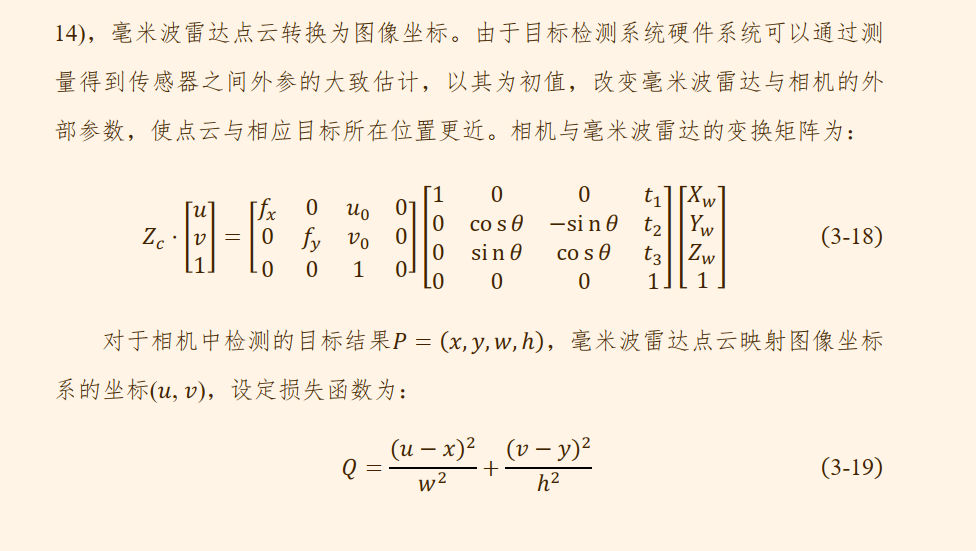 14)，毫米波雷达点云转换为图像坐标。由于目标检测系统硬件系统可以通过测
量得到传感器之间外参的大致估计，以其为初值，改变毫米波雷达与相机的外
部参数，使点云与相应目标所在位置更近。相机与毫米波雷达的变换矩阵为：
$Z_c \cdot \begin{bmatrix} u \\ v \\ 1 \end{bmatrix} = \begin{bmatrix} f_x & 0 & u_0 & 0 \\ 0 & f_y & v_0 & 0 \\ 0 & 0 & 1 & 0 \end{bmatrix} \begin{bmatrix} 1 & 0 & 0 & t_1 \\ 0 & \cos\theta & -\sin\theta & t_2 \\ 0 & \sin\theta & \cos\theta & t_3 \\ 0 & 0 & 0 & 1 \end{bmatrix} \begin{bmatrix} X_w \\ Y_w \\ Z_w \\ 1 \end{bmatrix}$ (3-18)
对于相机中检测的目标结果$P = (x, y, w, h)$，毫米波雷达点云映射图像坐标
系的坐标$(u, v)$，设定损失函数为：
$Q = \frac{(u - x)^2}{w^2} + \frac{(v - y)^2}{h^2}$ (3-19)